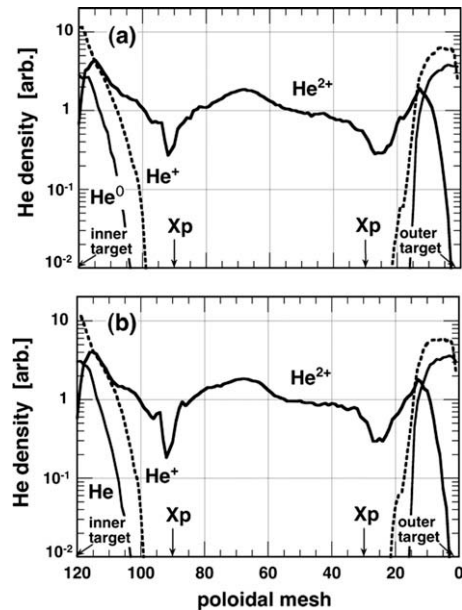 (a)
He density [arb.]
10
1
10⁻¹
10⁻²
He²⁺
He⁺
He⁰
Xp
Xp
inner
target
outer
target
(b)
He density [arb.]
10
1
10⁻¹
10⁻²
He²⁺
He⁺
He
Xp
Xp
inner
target
outer
target
120 100 80 60 40 20 0
poloidal mesh